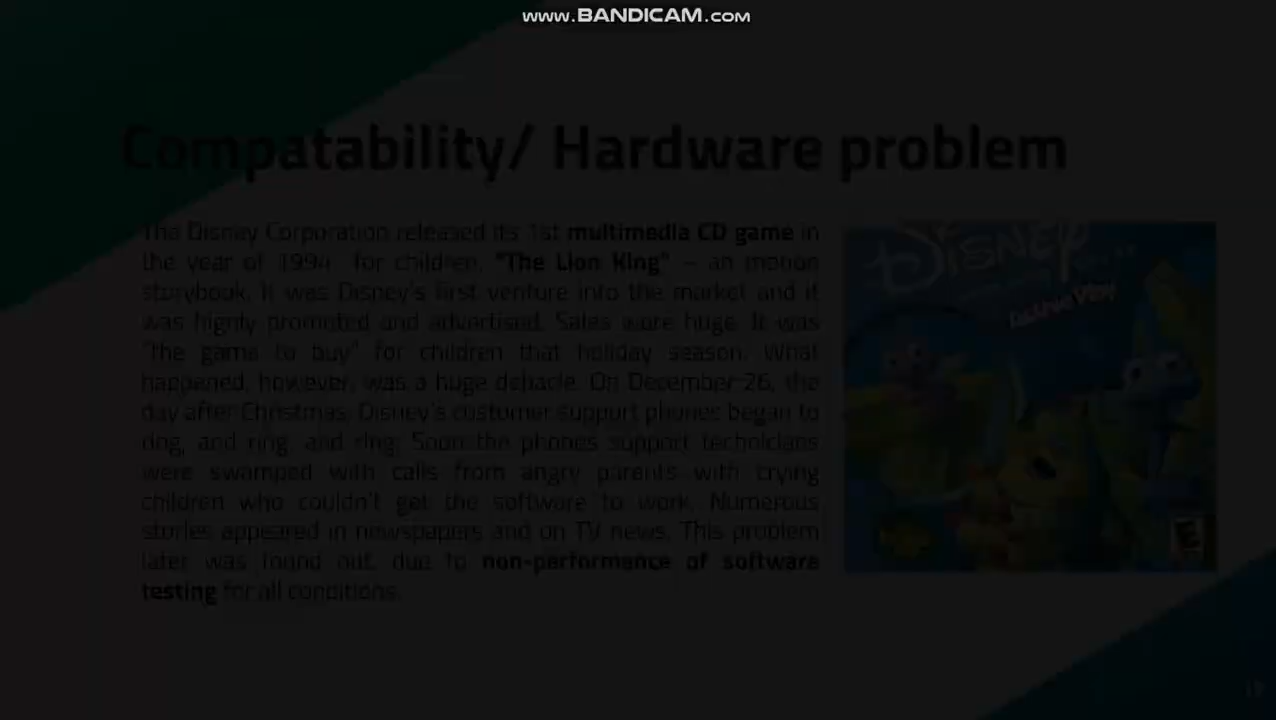 www.BANDICAM.com
Compatability/ Hardware problem
The Disney Corporation released its 1st multimedia CD game in
the year of 1994 for children, "The Lion King" – an motion
storybook. It was Disney's first venture into the market and it
was highly promoted and advertised. Sales were huge. It was
"the game to buy" for children that holiday season. What
happened, however, was a huge debacle. On December 26, the
day after Christmas, Disney's customer support phones began to
ring, and ring, and ring. Soon the phones support technicians
were swamped with calls from angry parents with crying
children who couldn't get the software to work. Numerous
stories appeared in newspapers and on TV news. This problem
later was found out, due to non-performance of software
testing for all conditions.
Disney
E